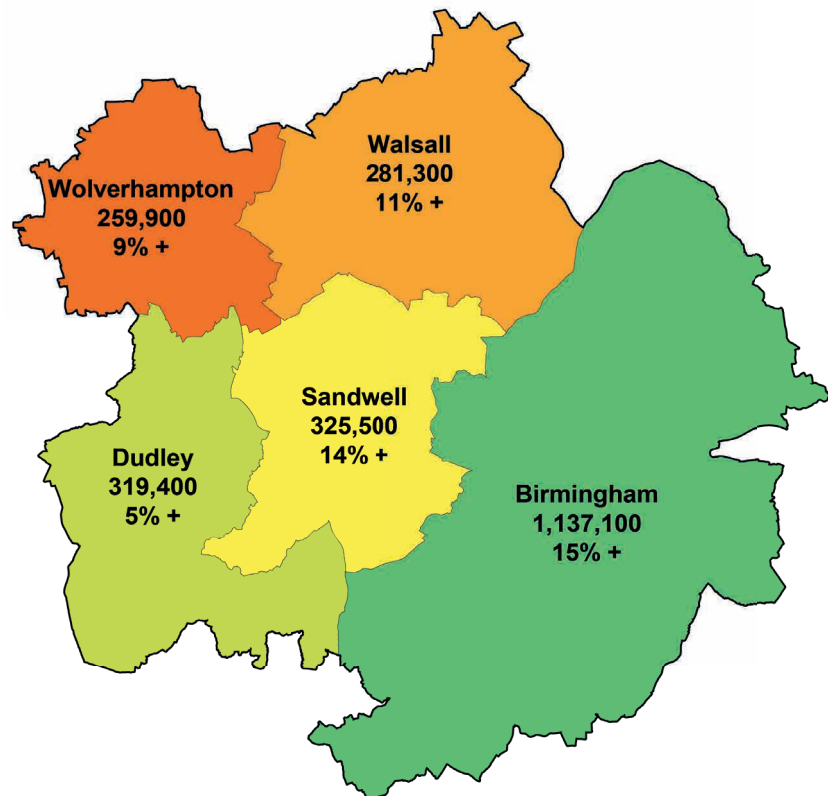 Walsall
281,300
11% +
Wolverhampton
259,900
9% +
Sandwell
325,500
14% +
Dudley
319,400
5% +
Birmingham
1,137,100
15% +